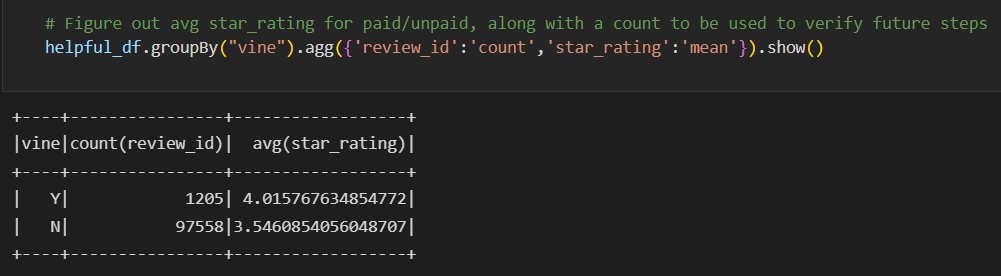 # Figure out avg star_rating for paid/unpaid, along with a count to be used to verify future steps
helpful_df.groupBy("vine").agg({'review_id':'count','star_rating':'mean'}).show()
+----+----------------+------------------+
|vine|count(review_id)|  avg(star_rating)|
+----+----------------+------------------+
|   Y|            1205| 4.015767634854772|
|   N|           97558|3.5460854056048707|
+----+----------------+------------------+